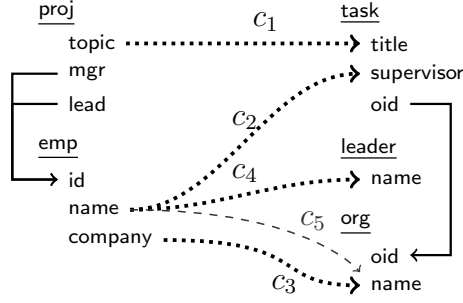 proj
topic
mgr
lead
emp
id
name
company
c1
c2
c4
c5
c3
task
title
supervisor
oid
leader
name
org
oid
name